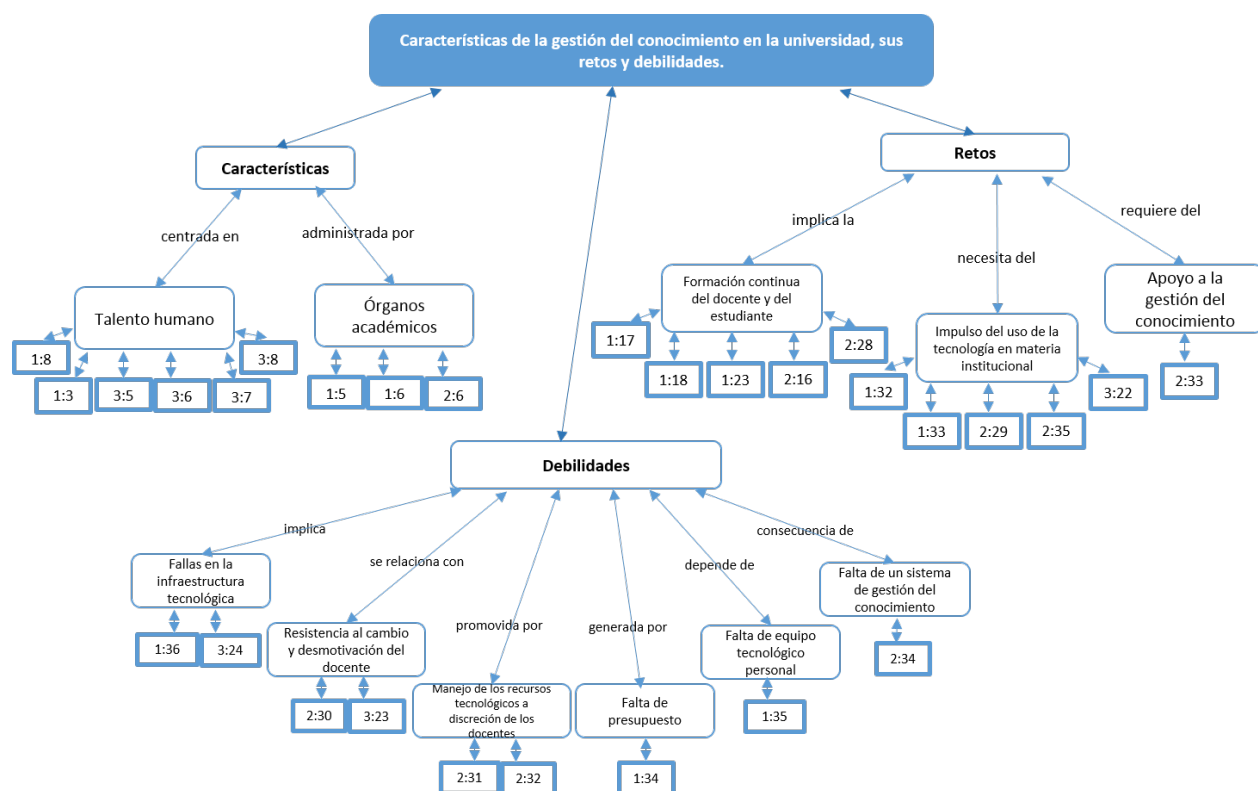 Características de la gestión del conocimiento en la universidad, sus
retos y debilidades.
Características
Retos
centrada en
administrada por
implica la
necesita del
requiere del
Talento humano
Órganos
académicos
Formación continua
del docente y del
estudiante
Impulso del uso de la
tecnología en materia
institucional
Apoyo a la
gestión del
conocimiento
1:8
1:3
3:5
3:6
3:7
3:8
1:5
1:6
2:6
1:17
1:18
1:23
2:16
2:28
1:32
1:33
2:29
2:35
3:22
2:33
Debilidades
implica
se relaciona con
promovida por
generada por
depende de
consecuencia de
Fallas en la
infraestructura
tecnológica
1:36
3:24
Resistencia al cambio
y desmotivación del
docente
2:30
3:23
Manejo de los recursos
tecnológicos a
discreción de los
docentes
2:31
2:32
Falta de
presupuesto
1:34
Falta de equipo
tecnológico
personal
1:35
Falta de un sistema
de gestión del
conocimiento
2:34